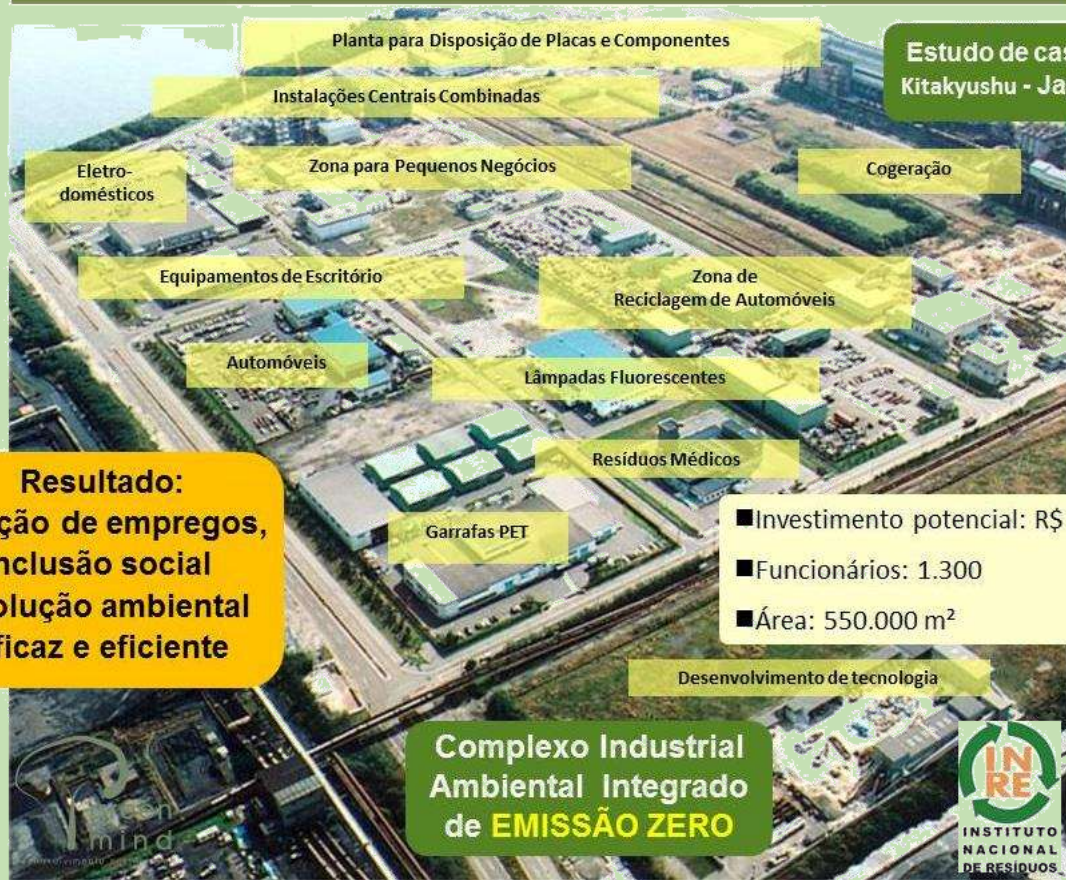 Planta para Disposição de Placas e Componentes
Estudo de cas
Kitakyushu - Ja
Instalações Centrais Combinadas
Eletro-
domésticos
Zona para Pequenos Negócios
Cogeração
Equipamentos de Escritório
Zona de
Reciclagem de Automóveis
Automóveis
Lâmpadas Fluorescentes
Resíduos Médicos
Garrafas PET
Resultado:
ção de empregos,
nclusão social
olução ambiental
ficaz e eficiente
■Investimento potencial: R$
■Funcionários: 1.300
■Área: 550.000 m²
Desenvolvimento de tecnologia
Complexo Industrial
Ambiental Integrado
de EMISSÃO ZERO
mind
IN
RE
INSTITUTO
NACIONAL
DE RESÍDUOS